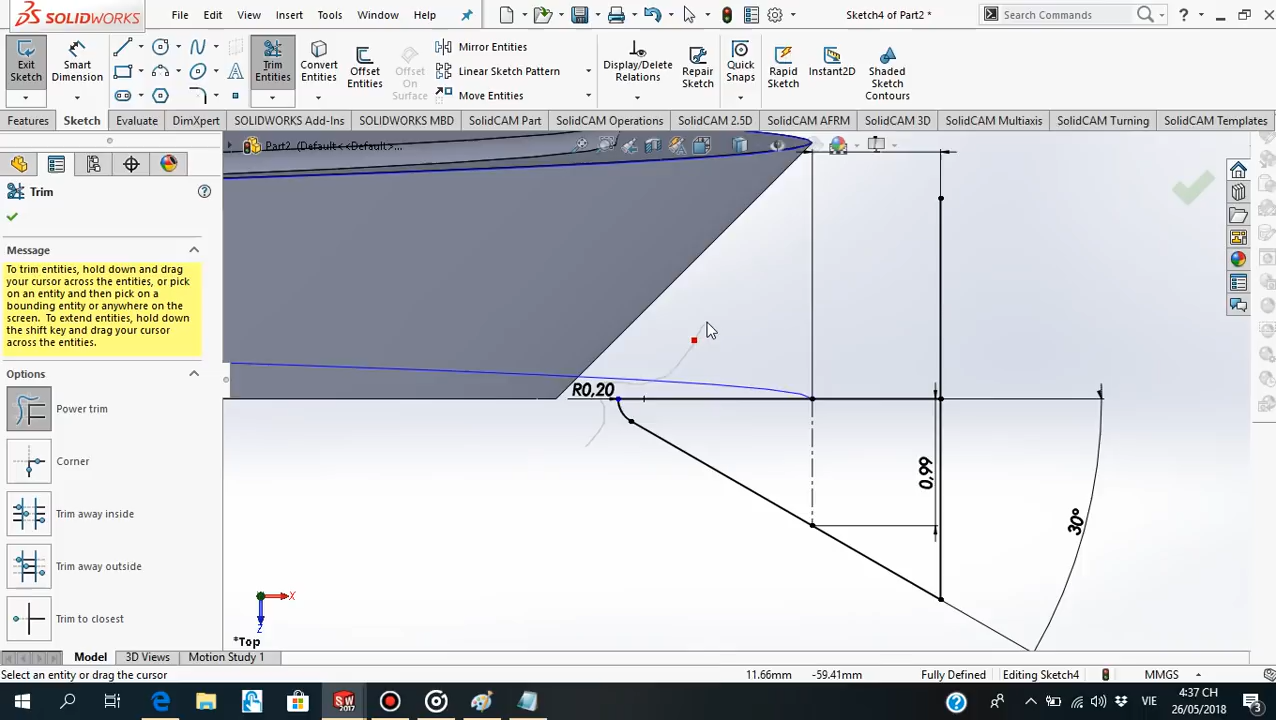 SOLIDWORKS
File
Edit
View
Insert
Tools
Window
Help
Sketch4 of Part2 *
Search Commands
?
Exit Sketch
Smart Dimension
Trim Entities
Convert Entities
Offset Entities
Offset On Surface
Mirror Entities
Linear Sketch Pattern
Move Entities
Display/Delete Relations
Repair Sketch
Quick Snaps
Rapid Sketch
Instant2D
Shaded Sketch Contours
Features
Sketch
Evaluate
DimXpert
SOLIDWORKS Add-Ins
SOLIDWORKS MBD
SolidCAM Part
SolidCAM Operations
SolidCAM 2.5D
SolidCAM AFRM
SolidCAM 3D
SolidCAM Multiaxis
SolidCAM Turning
SolidCAM Templates
Part2 (Default<<Default>...
Trim
?
Message
To trim entities, hold down and drag
your cursor across the entities, or pick
on an entity and then pick on a
bounding entity or anywhere on the
screen. To extend entities, hold down
the shift key and drag your cursor
across the entities.
Options
Power trim
Corner
Trim away inside
Trim away outside
Trim to closest
R0,20
0,99
30°
X
Z
*Top
Model
3D Views
Motion Study 1
Select an entity or drag the cursor
11.66mm
-59.41mm
Fully Defined
Editing Sketch4
MMGS
SW
2017
?
VIE
4:37 CH
26/05/2018
3